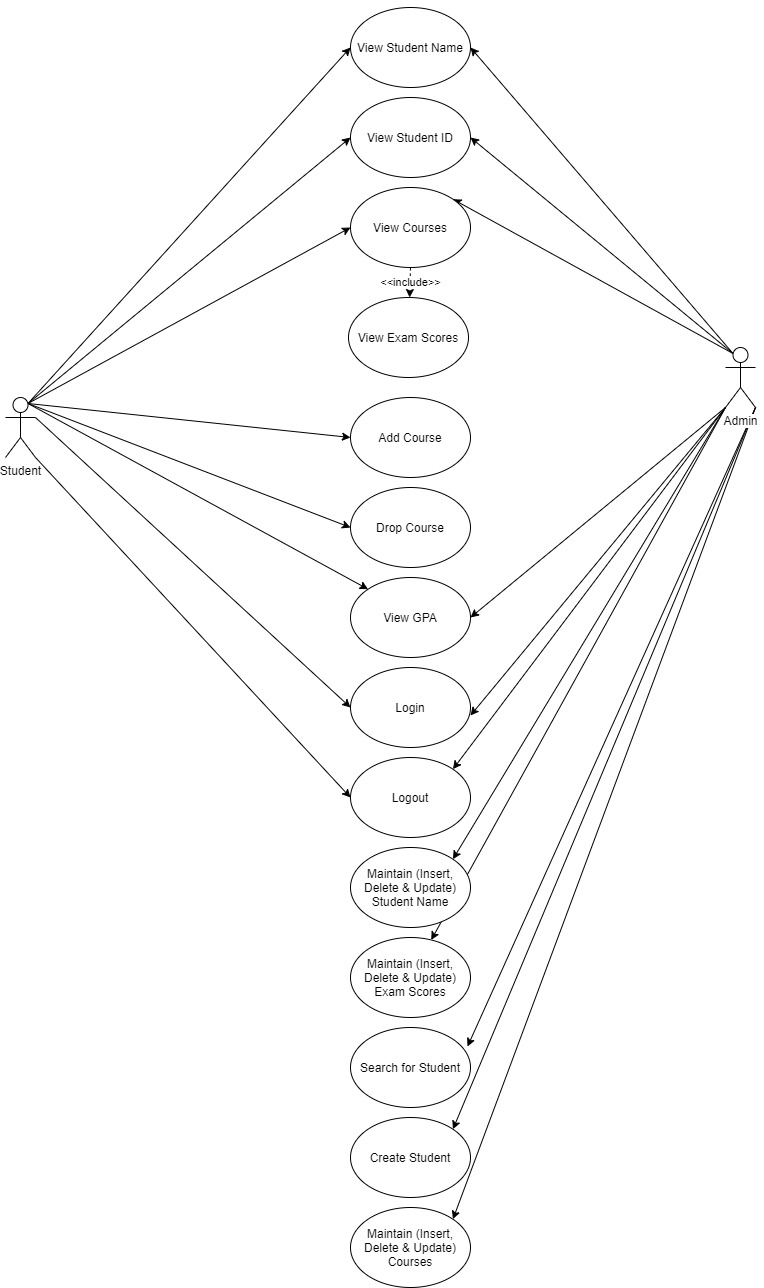 View Student Name
View Student ID
View Courses
<<include>>
View Exam Scores
Admin
Add Course
Student
Drop Course
View GPA
Login
Logout
Maintain (Insert,
Delete & Update)
Student Name
Maintain (Insert,
Delete & Update)
Exam Scores
Search for Student
Create Student
Maintain (Insert,
Delete & Update)
Courses